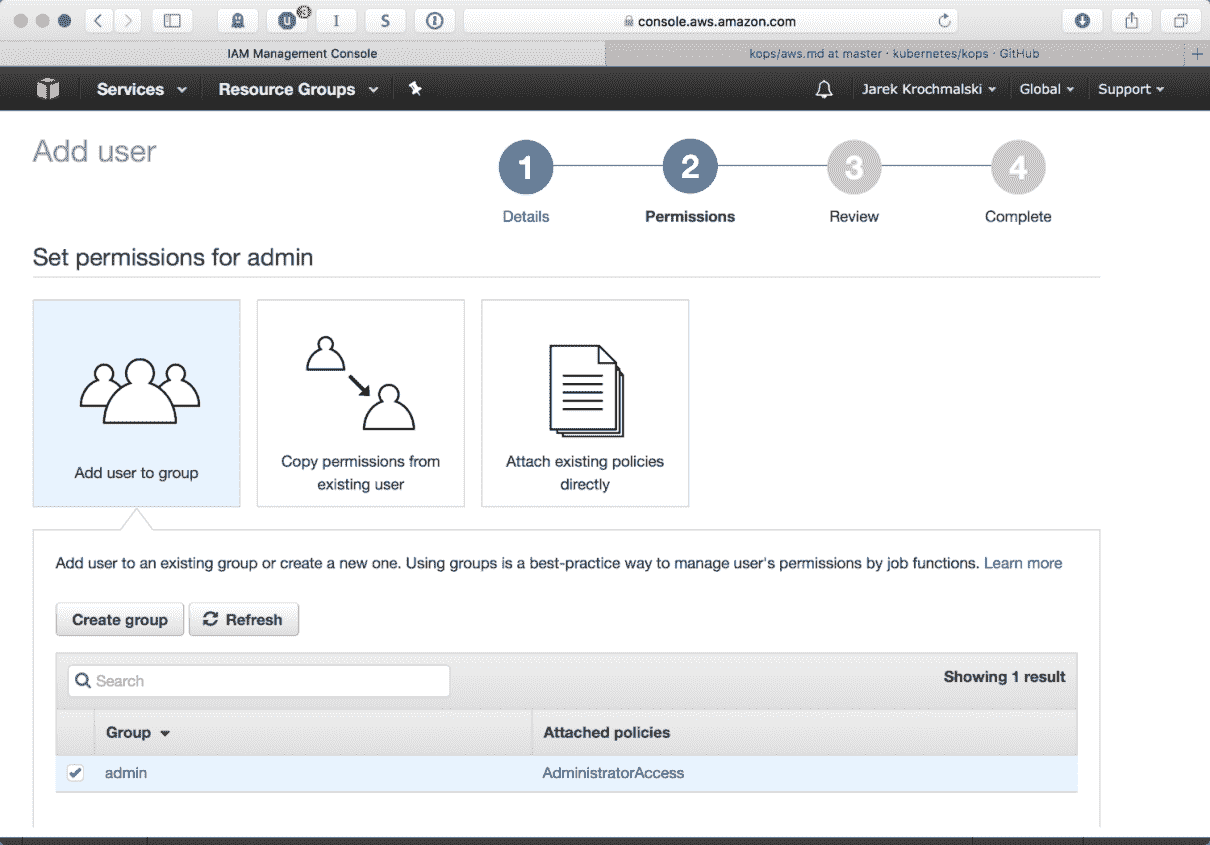 console.aws.amazon.com
IAM Management Console
kops/aws.md at master · kubernetes/kops · GitHub
Services
Resource Groups
Jarek Krochmalski
Global
Support
Add user
1
2
3
4
Details
Permissions
Review
Complete
Set permissions for admin
Add user to group
Copy permissions from
existing user
Attach existing policies
directly
Add user to an existing group or create a new one. Using groups is a best-practice way to manage user's permissions by job functions. Learn more
Create group
Refresh
Search
Showing 1 result
Group
Attached policies
admin
AdministratorAccess